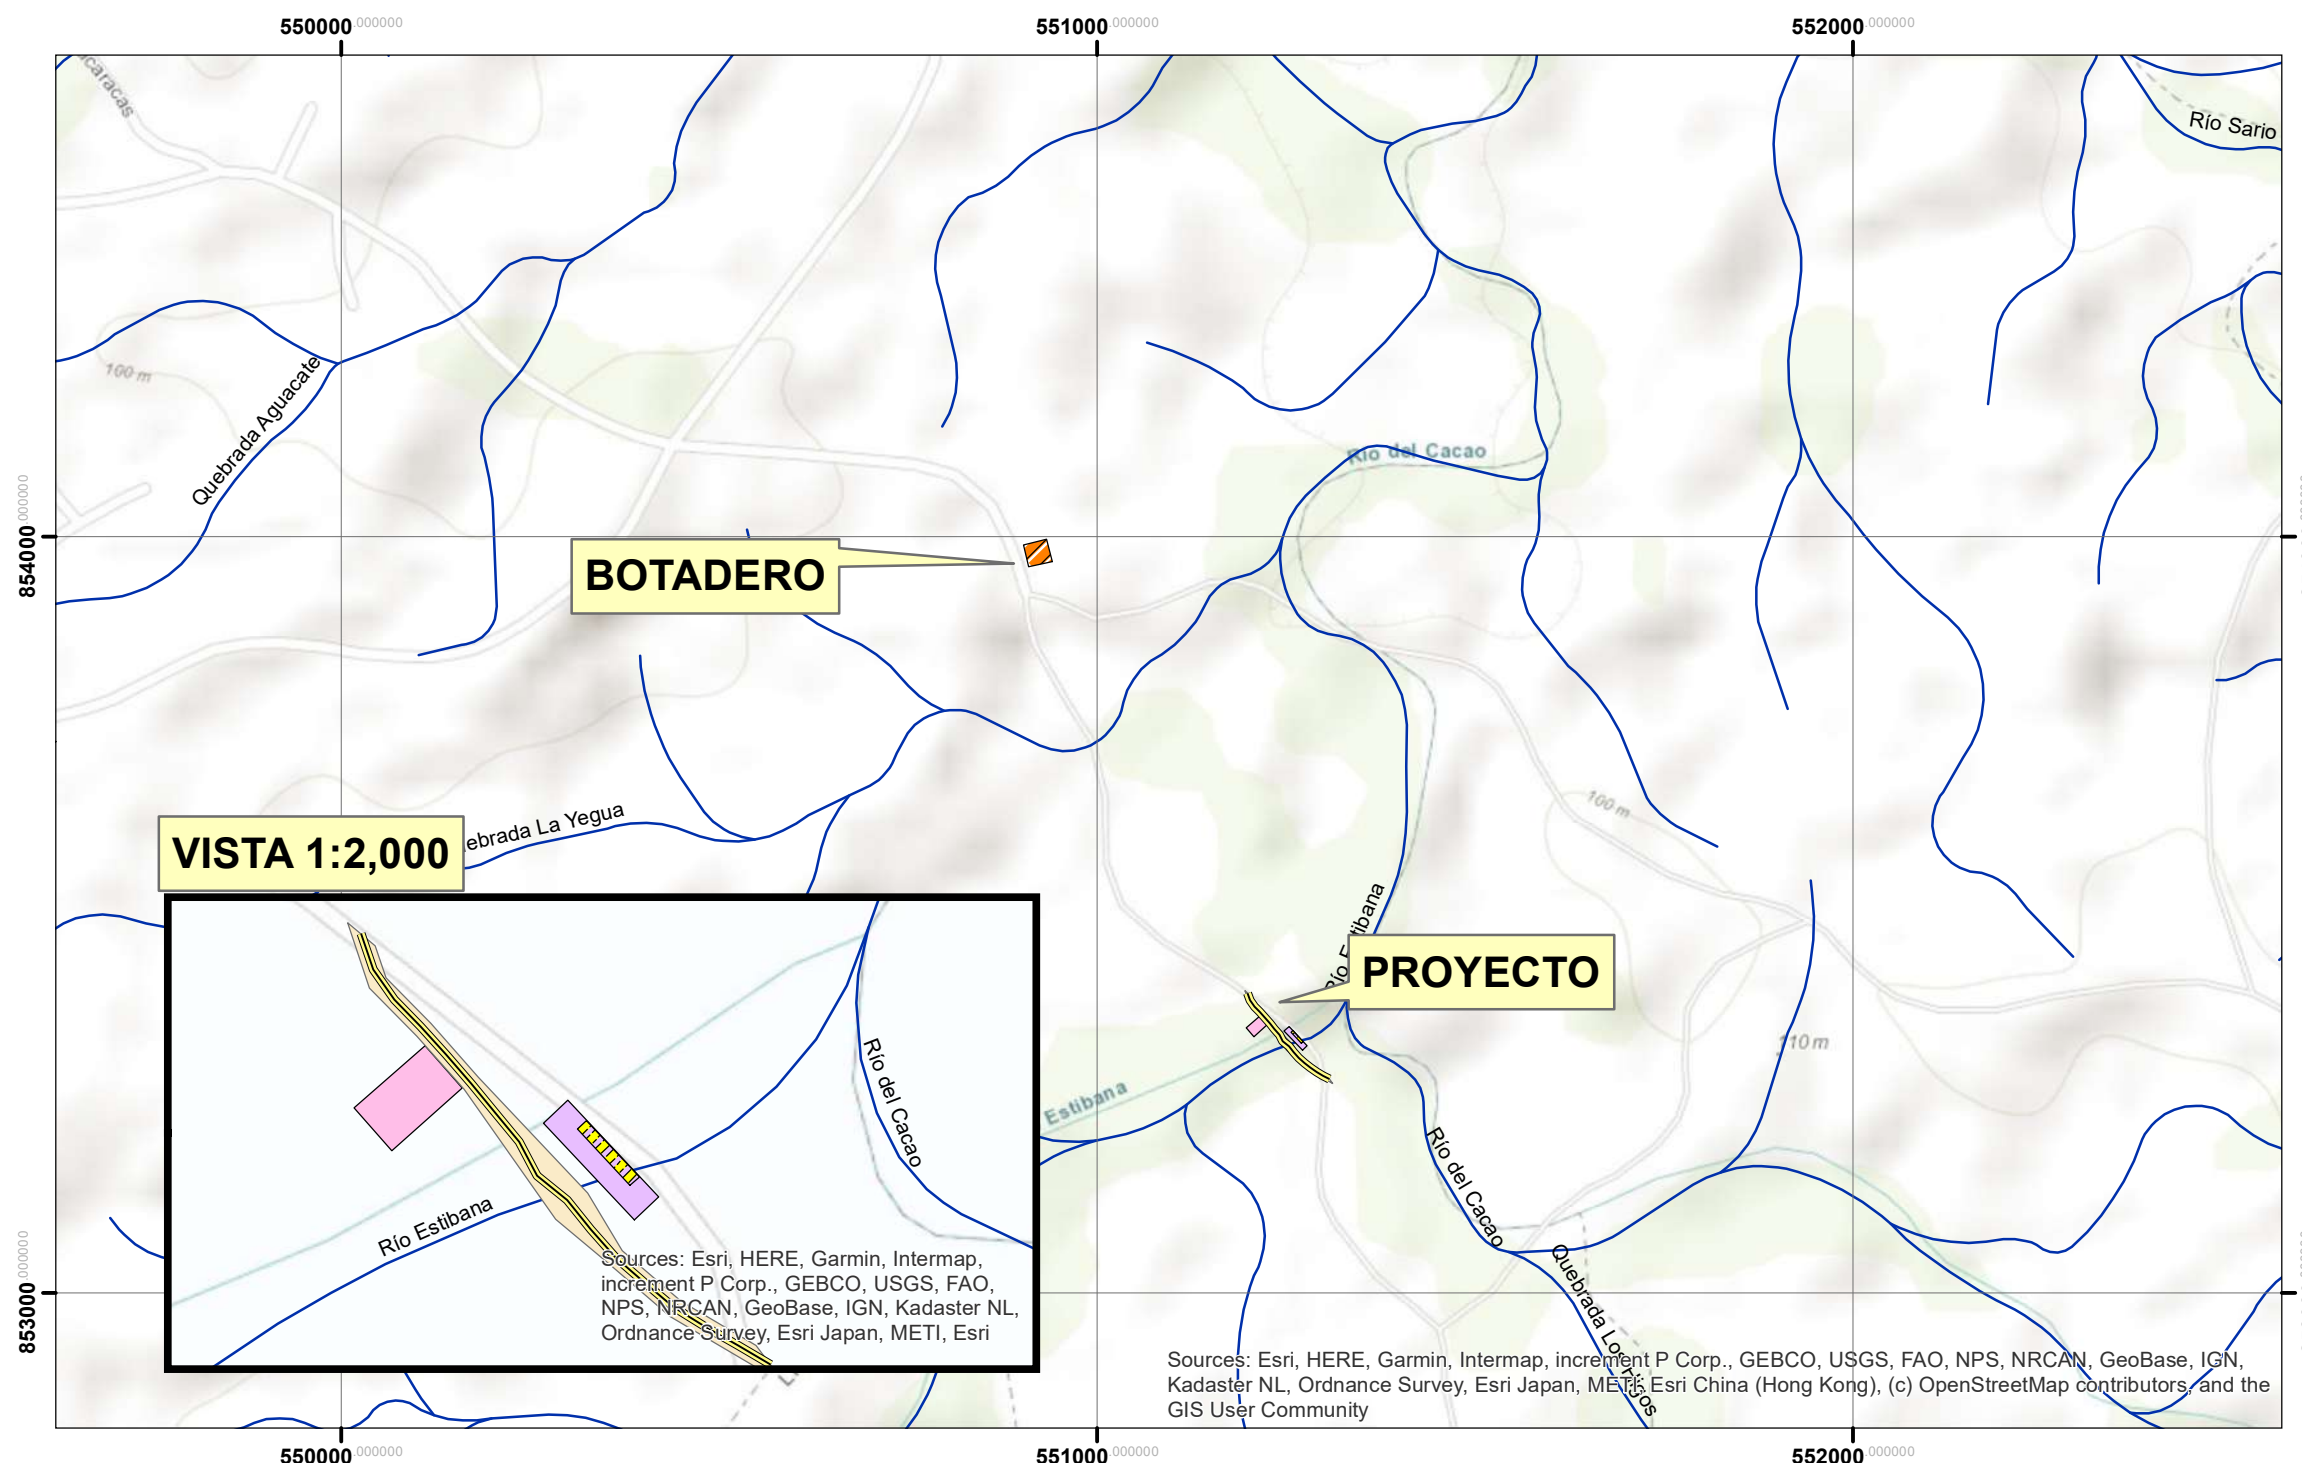 550000.000000
551000.000000
552000.000000
caracas
Río Sario
100 m
Quebrada Aguacate
Río del Cacao
854000.000000
BOTADERO
100 m
ebrada La Yegua
VISTA 1:2,000
PROYECTO
Estibana
110 m
Río del Cacao
Río Estibana
Río del Cacao
853000.000000
Sources: Esri, HERE, Garmin, Intermap,
increment P Corp., GEBCO, USGS, FAO,
NPS, NRCAN, GeoBase, IGN, Kadaster NL,
Ordnance Survey, Esri Japan, METI, Esri
Sources: Esri, HERE, Garmin, Intermap, increment P Corp., GEBCO, USGS, FAO, NPS, NRCAN, GeoBase, IGN,
Kadaster NL, Ordnance Survey, Esri Japan, METI, Esri China (Hong Kong), (c) OpenStreetMap contributors, and the
GIS User Community
550000.000000
551000.000000
552000.000000